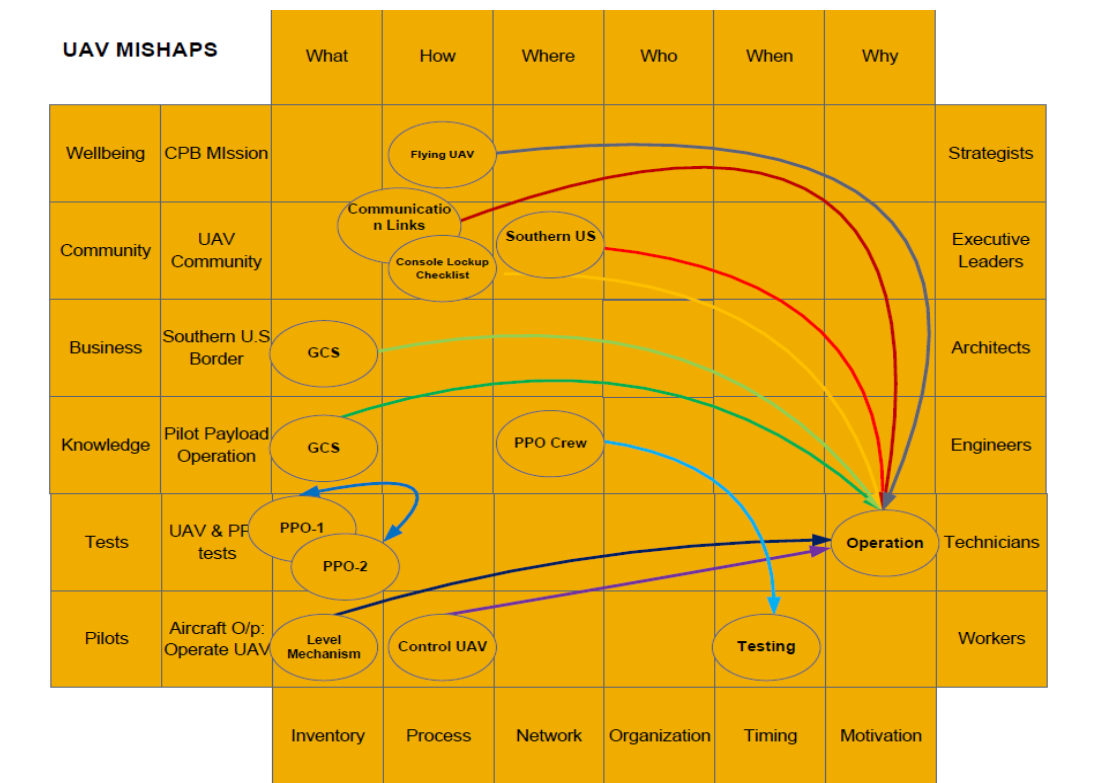 UAV MISHAPS
What
How
Where
Who
When
Why
Wellbeing
CPB MIssion
Flying UAV
Strategists
Community
UAV
Community
Communicatio
n Links
Console Lockup
Checklist
Southern US
Executive
Leaders
Business
Southern U.S
Border
GCS
Architects
Knowledge
Pilot Payload
Operation
GCS
PPO Crew
Engineers
Tests
UAV & PP
tests
PPO-1
PPO-2
Operation
Technicians
Pilots
Aircraft O/p:
Operate UAV
Level
Mechanism
Control UAV
Testing
Workers
Inventory
Process
Network
Organization
Timing
Motivation